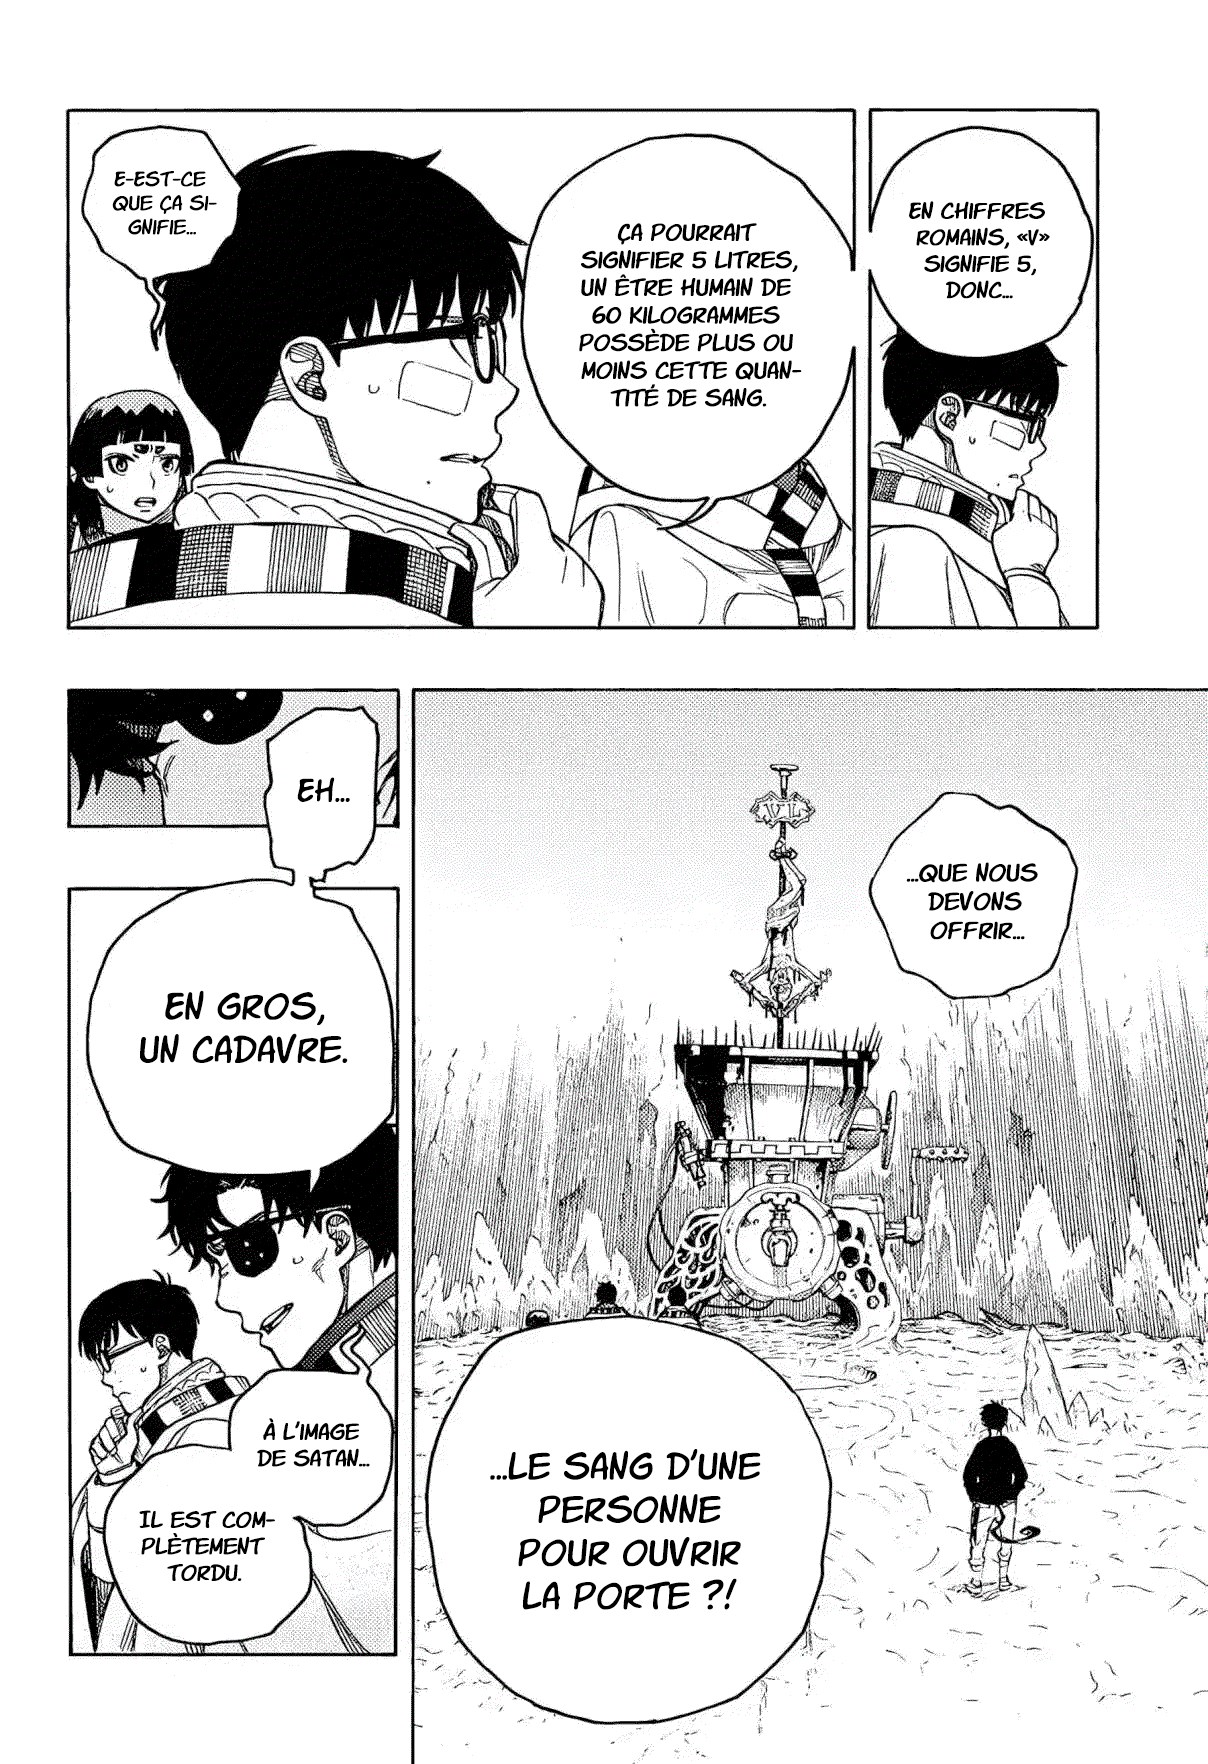 EN CHIFFRES
ROMAINS, «V»
SIGNIFIE 5,
DONC...
ÇA POURRAIT
SIGNIFIER 5 LITRES,
UN ÊTRE HUMAIN DE
60 KILOGRAMMES
POSSÈDE PLUS OU
MOINS CETTE QUAN-
TITÉ DE SANG.
E-EST-CE
QUE ÇA SI-
GNIFIE...
VL
...QUE NOUS
DEVONS
OFFRIR...
...LE SANG D'UNE
PERSONNE
POUR OUVRIR
LA PORTE ?!
EH...
EN GROS,
UN CADAVRE.
À L'IMAGE
DE SATAN...
IL EST COM-
PLÈTEMENT
TORDU.